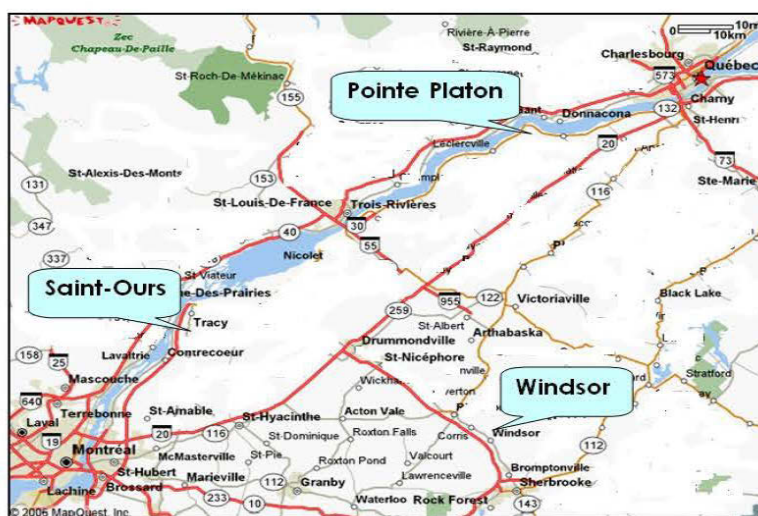 MAPQUEST
10mi
10km
Zec
Chapeau-De-Paille
Rivière-À-Pierre
St-Raymond
Charlesbourg
Québec
St-Roch-De-Mékinac
155
573
Pointe Platon
Donnacona
132
Charny
St-Henri
Leclercville
20
73
St-Alexis-Des-Monts
153
131
116
Ste-Marie
St-Louis-De-France
Trois-Rivières
347
40
30
337
55
Nicolet
St Viateur
Saint-Ours
-Des-Prairies
955
122
Victoriaville
Black Lake
Tracy
259
St-Albert
Arthabaska
158
25
Lavaltrie
Contrecoeur
Drummondville
St-Nicéphore
Stratford
Mascouche
Wickha
Windsor
640
Terrebonne
St-Amable
St-Hyacinthe
Acton Vale
Laval
19
20
116
St-Dominique
Roxton Falls
Windsor
112
Montréal
McMasterville
St-Pie
Valcourt
St-Hubert
Marieville
112
Roxton Pond
Lawrenceville
Bromptonville
Lachine
Brossard
233
10
Granby
Waterloo
Rock Forest
Sherbrooke
143
© 2006 MapQuest, Inc.